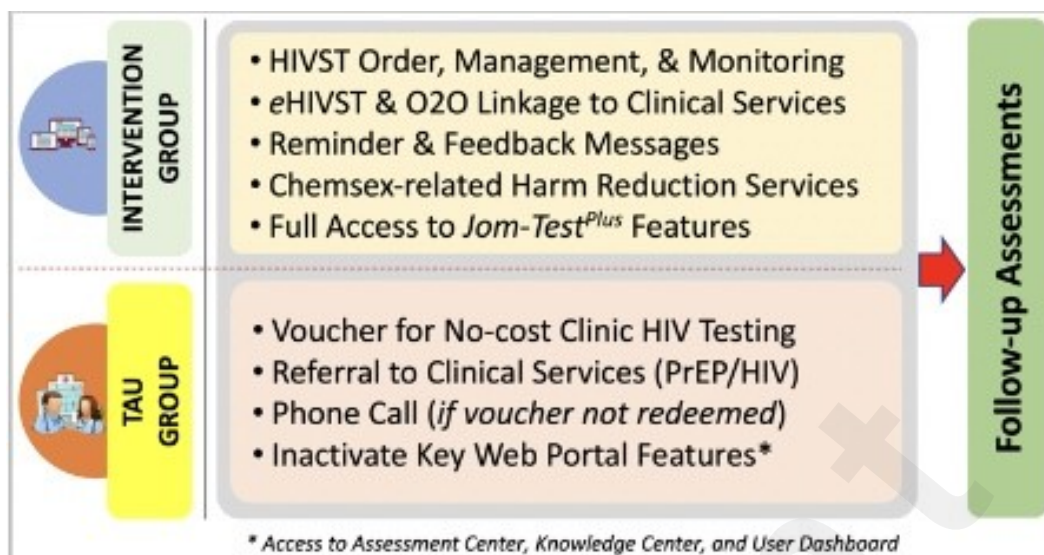 INTERVENTION
GROUP
• HIVST Order, Management, & Monitoring
• eHIVST & O2O Linkage to Clinical Services
• Reminder & Feedback Messages
• Chemsex-related Harm Reduction Services
• Full Access to Jom-Test^Plus Features
TAU
GROUP
• Voucher for No-cost Clinic HIV Testing
• Referral to Clinical Services (PrEP/HIV)
• Phone Call (if voucher not redeemed)
• Inactivate Key Web Portal Features*
Follow-up Assessments
* Access to Assessment Center, Knowledge Center, and User Dashboard